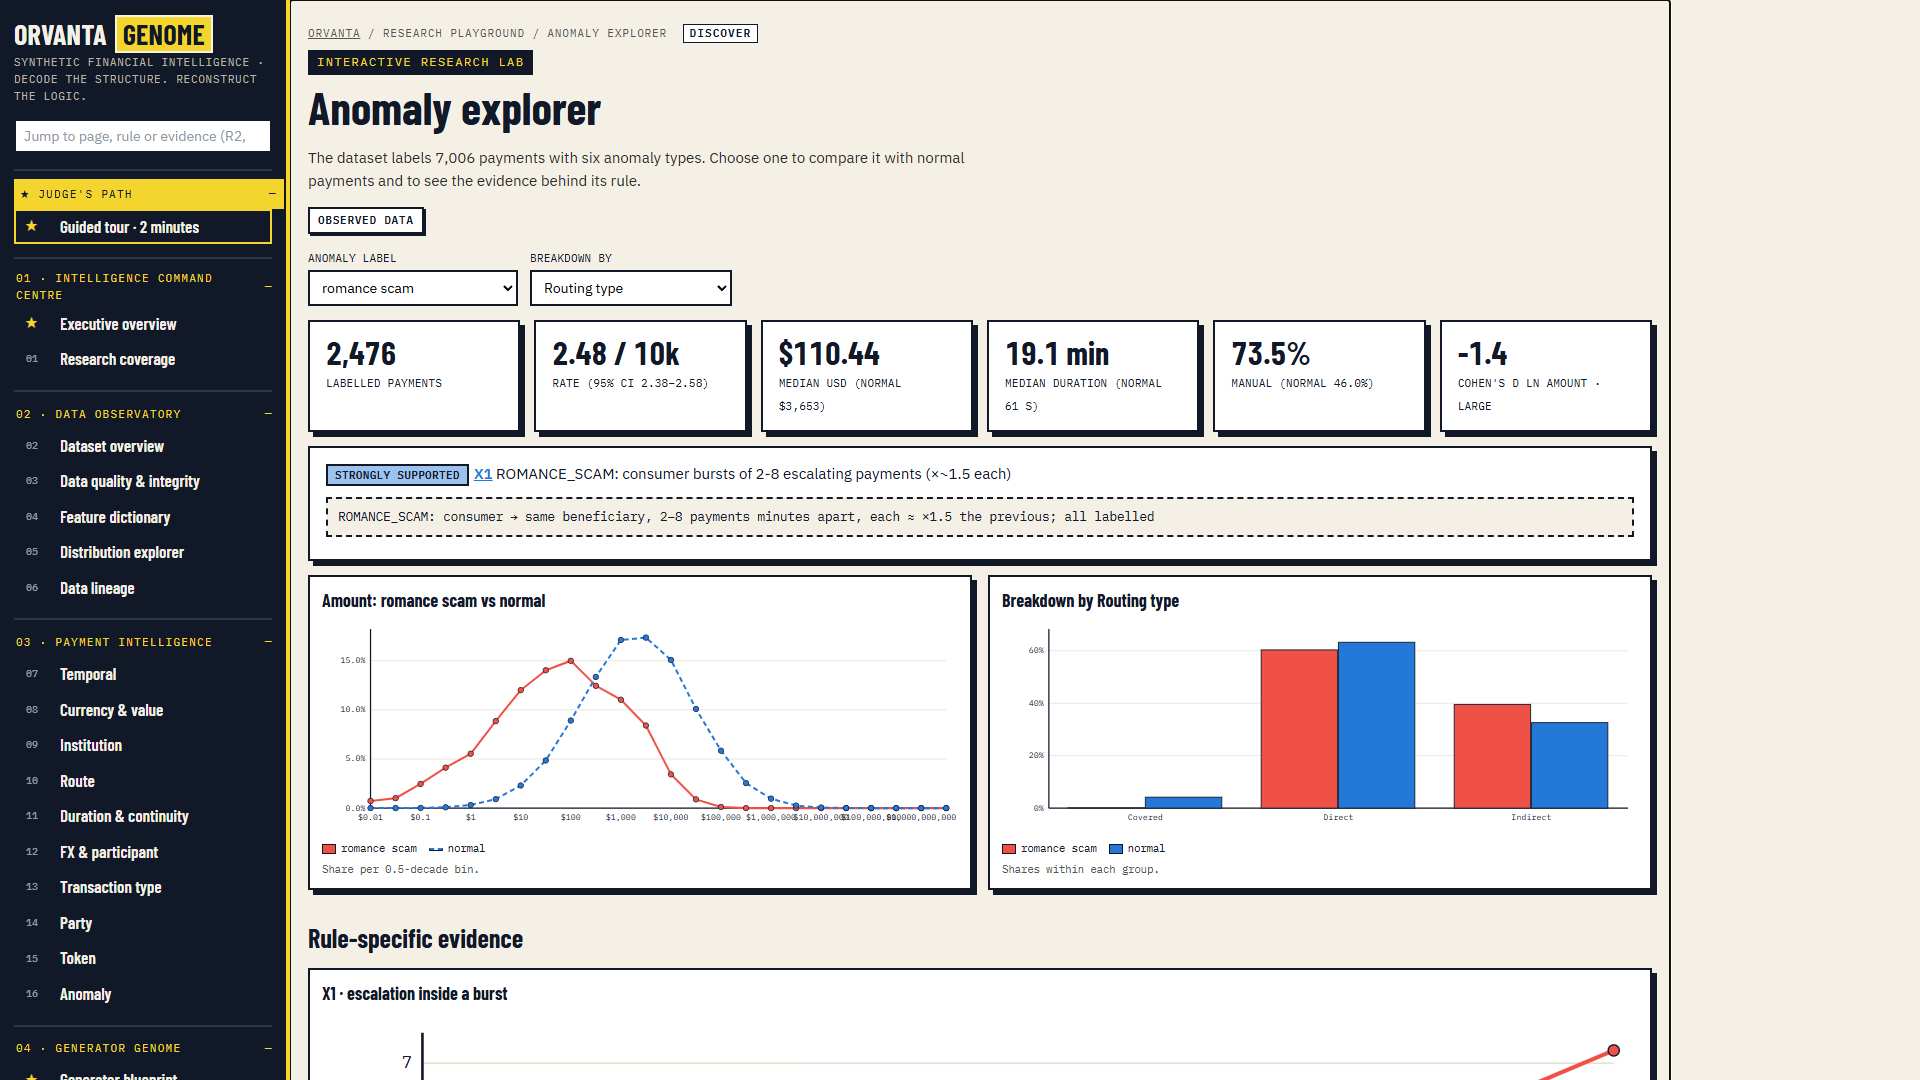 ORVANTA GENOME
SYNTHETIC FINANCIAL INTELLIGENCE ·
DECODE THE STRUCTURE. RECONSTRUCT
THE LOGIC.
Jump to page, rule or evidence (R2,
★ JUDGE'S PATH −
★ Guided tour · 2 minutes
01 · INTELLIGENCE COMMAND
CENTRE −
★ Executive overview
01 Research coverage
02 · DATA OBSERVATORY −
02 Dataset overview
03 Data quality & integrity
04 Feature dictionary
05 Distribution explorer
06 Data lineage
03 · PAYMENT INTELLIGENCE −
07 Temporal
08 Currency & value
09 Institution
10 Route
11 Duration & continuity
12 FX & participant
13 Transaction type
14 Party
15 Token
16 Anomaly
04 · GENERATOR GENOME −
★ Generator blueprint
ORVANTA / RESEARCH PLAYGROUND / ANOMALY EXPLORER DISCOVER
INTERACTIVE RESEARCH LAB
Anomaly explorer
The dataset labels 7,006 payments with six anomaly types. Choose one to compare it with normal
payments and to see the evidence behind its rule.
OBSERVED DATA
ANOMALY LABEL BREAKDOWN BY
romance scam Routing type
2,476
LABELLED PAYMENTS
2.48 / 10k
RATE (95% CI 2.38–2.58)
$110.44
MEDIAN USD (NORMAL
$3,653)
19.1 min
MEDIAN DURATION (NORMAL
61 S)
73.5%
MANUAL (NORMAL 46.0%)
-1.4
COHEN'S D LN AMOUNT ·
LARGE
STRONGLY SUPPORTED X1 ROMANCE_SCAM: consumer bursts of 2-8 escalating payments (×~1.5 each)
ROMANCE_SCAM: consumer → same beneficiary, 2–8 payments minutes apart, each ≈ ×1.5 the previous; all labelled
Amount: romance scam vs normal
15.0%
10.0%
5.0%
0.0%
$0.01 $0.1 $1 $10 $100 $1,000 $10,000 $100,000 $1,000,000
romance scam normal
Share per 0.5-decade bin.
Breakdown by Routing type
60%
40%
20%
0%
Covered Direct Indirect
romance scam normal
Shares within each group.
Rule-specific evidence
X1 · escalation inside a burst
7